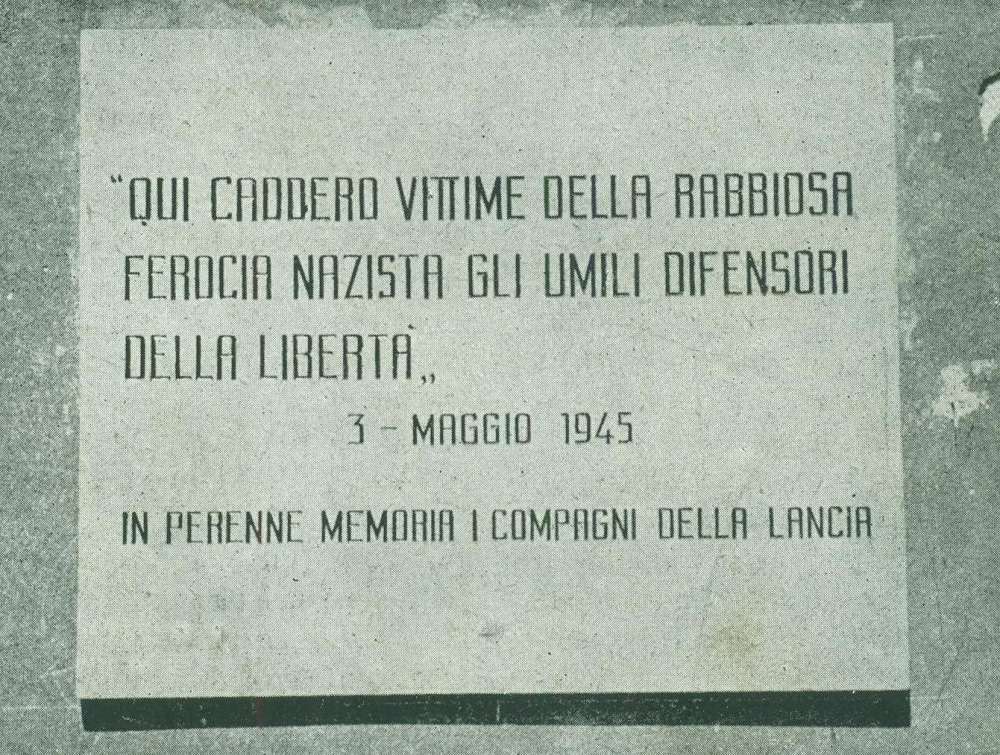 “QUI CADDERO VITTIME DELLA RABBIOSA
FEROCIA NAZISTA GLI UMILI DIFENSORI
DELLA LIBERTÀ„
3 - MAGGIO 1945
IN PERENNE MEMORIA I COMPAGNI DELLA LANCIA